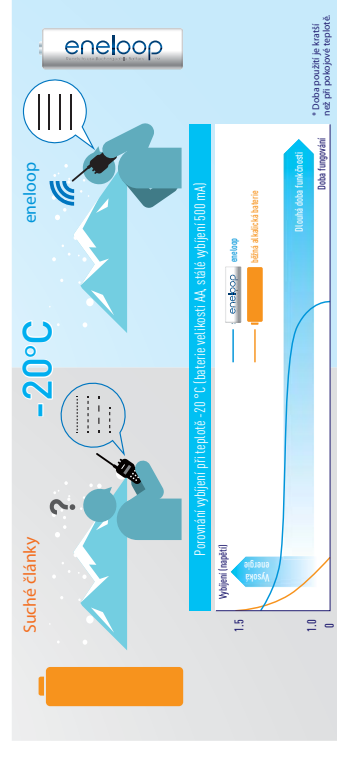 -20°C
Suché články
eneloop
?
eneloop
Porovnání vybíjení při teplotě -20 °C (baterie velikosti AA, stálé vybíjení 500 mA)
Vybíjení (napětí)
1.5
1.0
0
Vysoká
energie
eneloop
eneloop
běžná alkalická baterie
Dlouhá doba funkčnosti
Doba fungování
* Doba použití je kratší
než při pokojové teplotě.